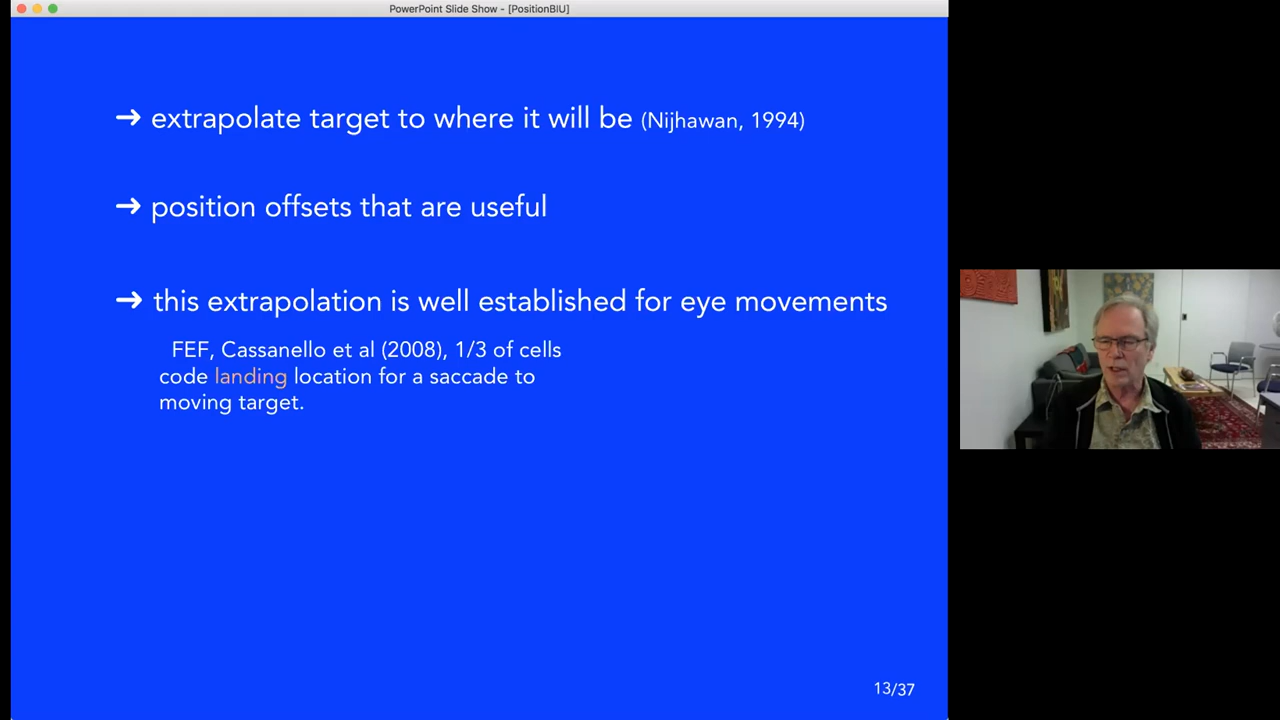 PowerPoint Slide Show - [PositionBIU]
➜ extrapolate target to where it will be (Nijhawan, 1994)
➜ position offsets that are useful
➜ this extrapolation is well established for eye movements
FEF, Cassanello et al (2008), 1/3 of cells
code landing location for a saccade to
moving target.
13/37